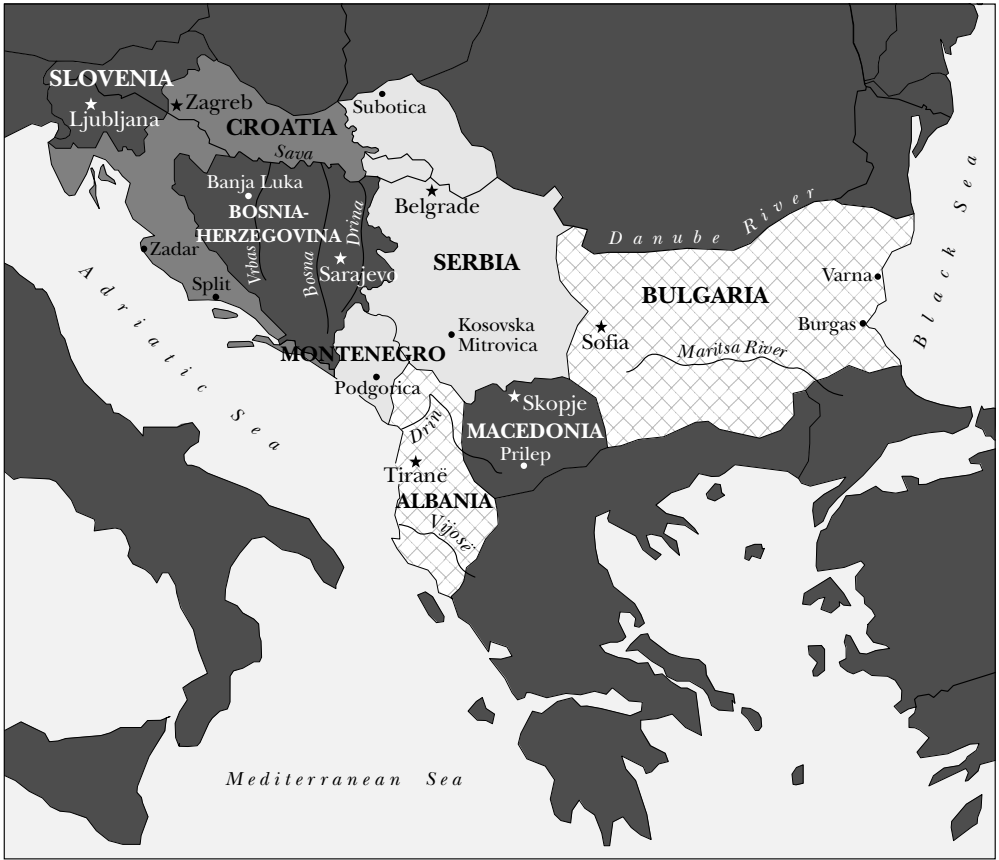 SLOVENIA
Ljubljana
Zagreb
CROATIA
Sava
Subotica
Banja Luka
BOSNIA-
HERZEGOVINA
Vrbas
Bosna
Drina
Sarajevo
Zadar
Split
Belgrade
SERBIA
Kosovska
Mitrovica
MONTENEGRO
Podgorica
Danube River
BULGARIA
Varna
Burgas
Sofia
Maritsa River
Black Sea
Skopje
MACEDONIA
Prilep
Drin
Tiranë
ALBANIA
Vijosë
Adriatic Sea
Mediterranean Sea